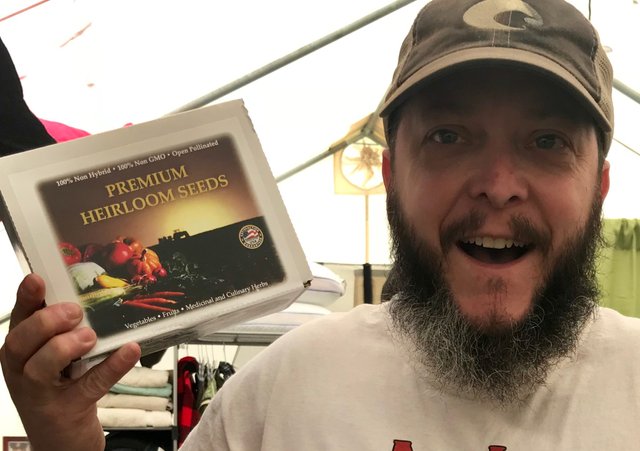 100% Non Hybrid • 100% Non GMO • Open Pollinated
PREMIUM
HEIRLOOM SEEDS
Vegetables • Fruits • Medicinal and Culinary Herbs